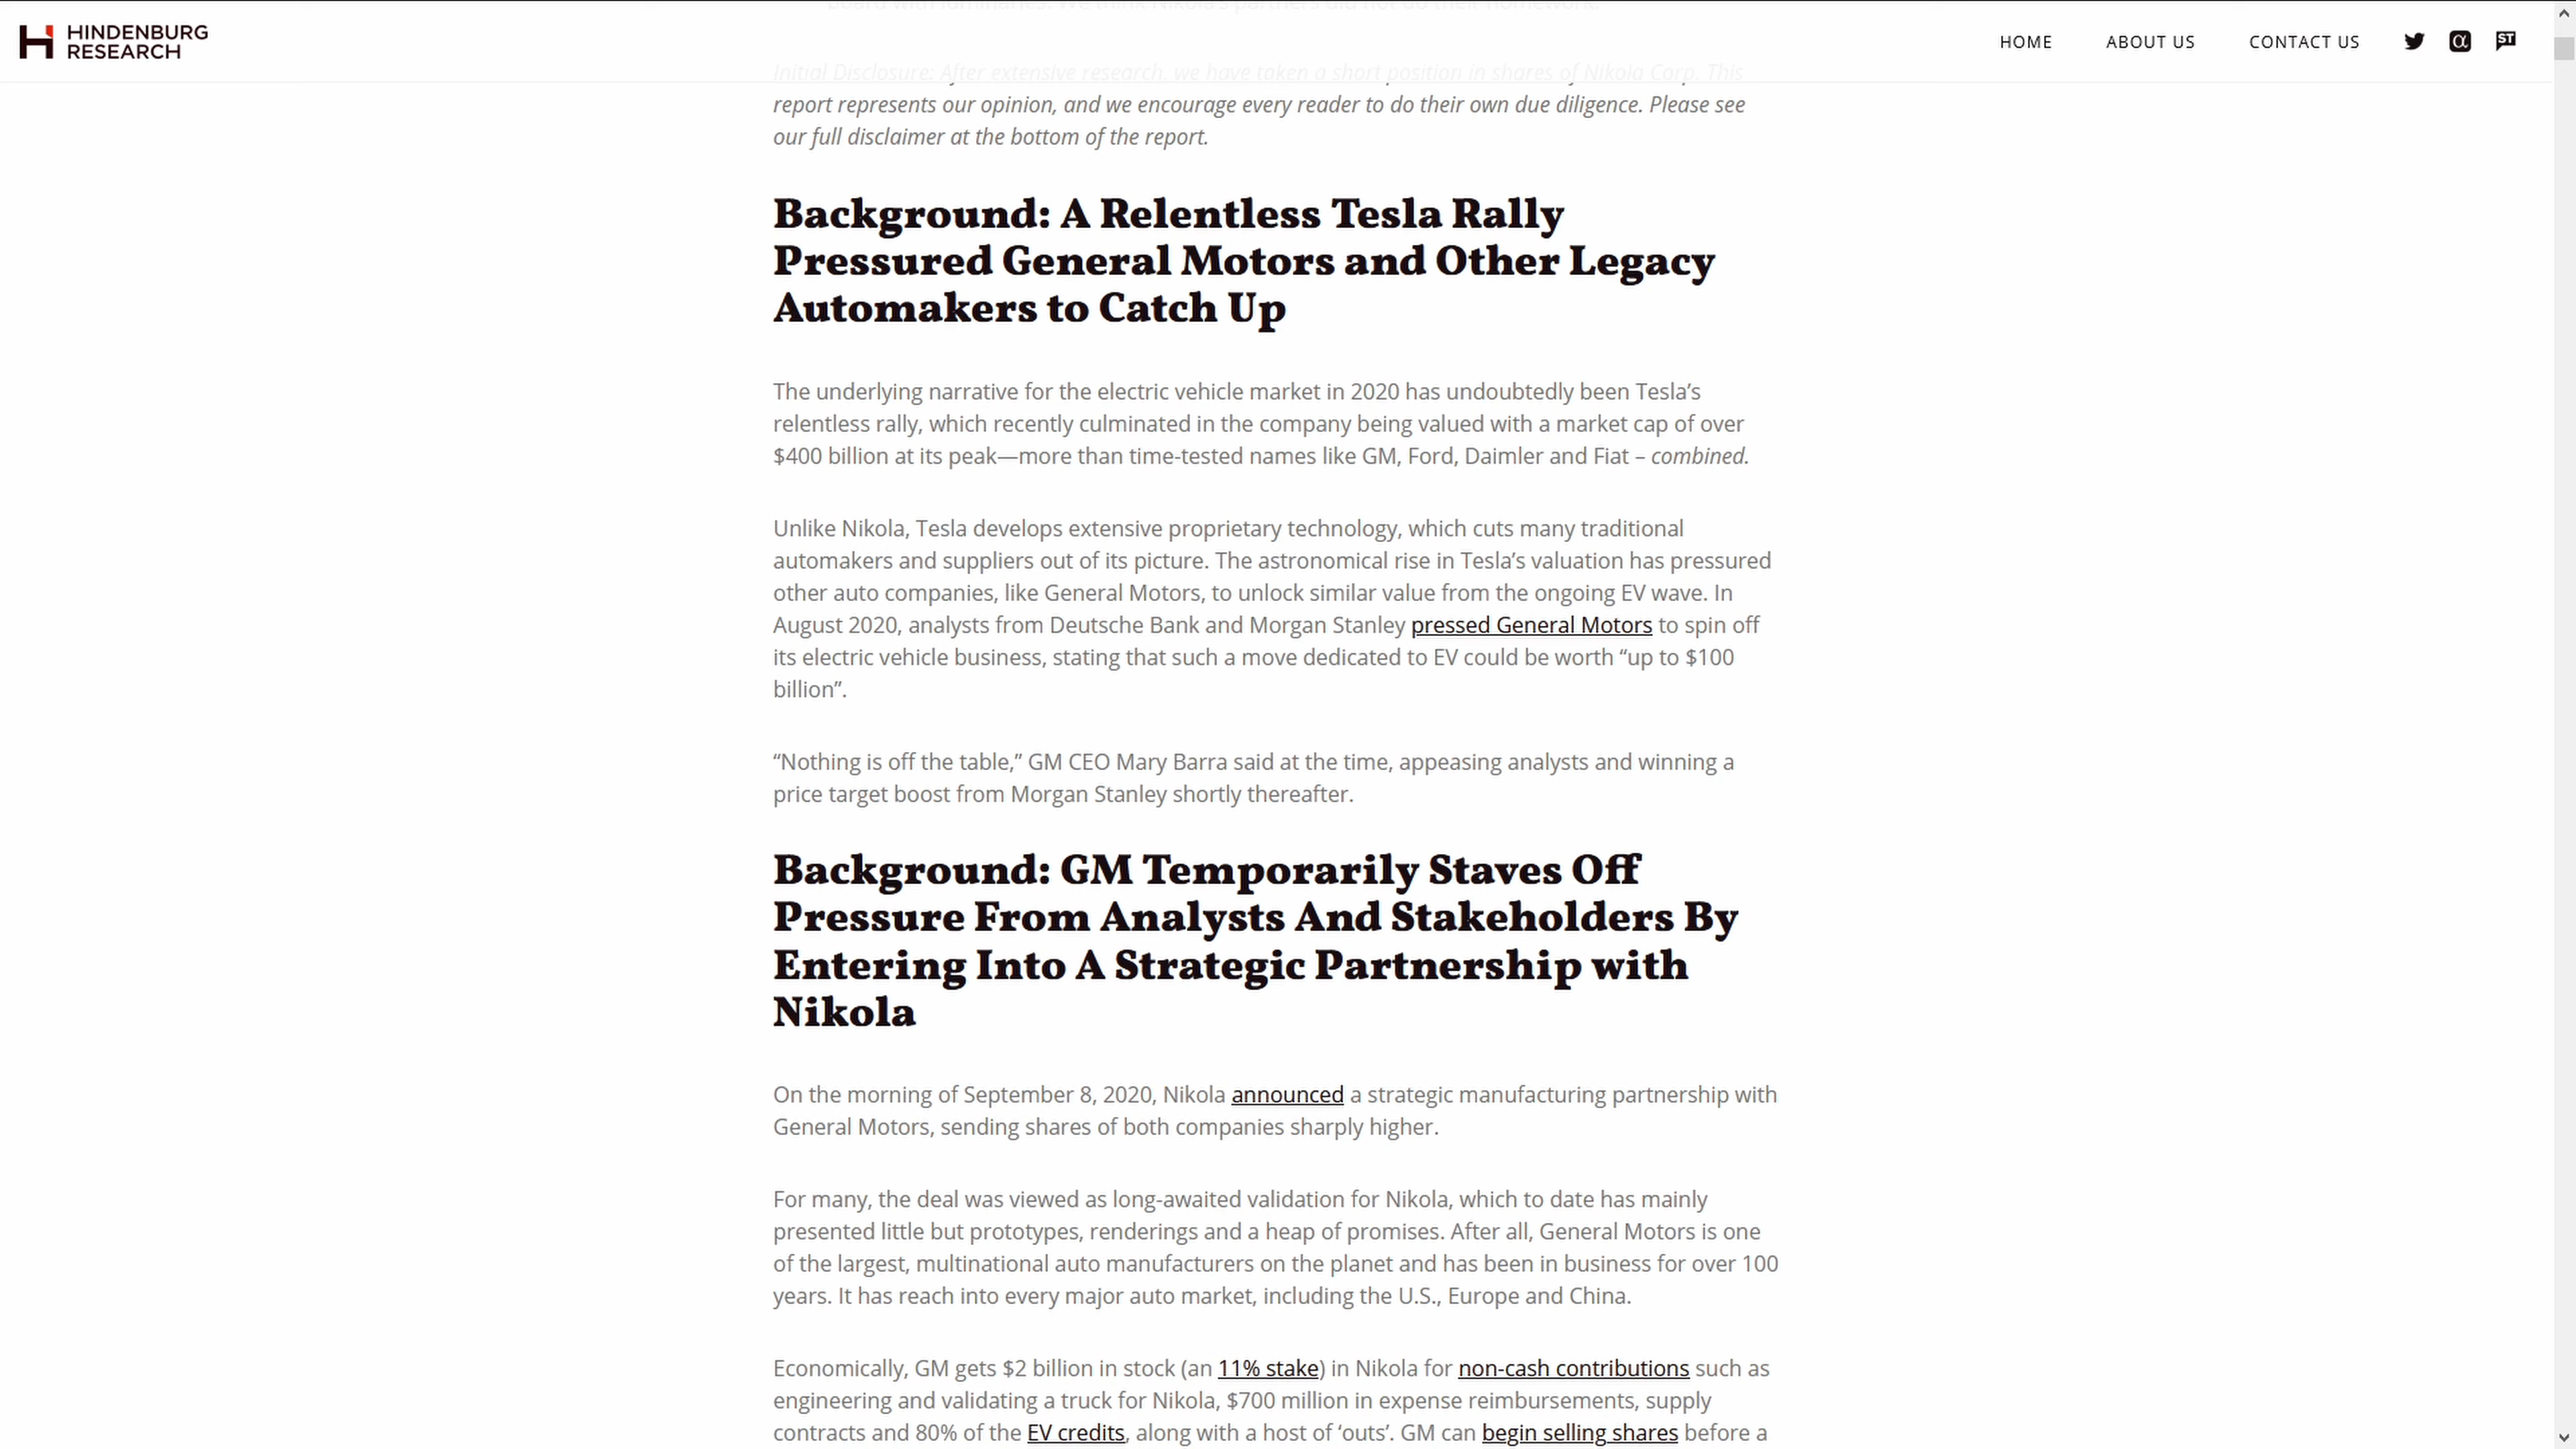 Board with luminaries. We think Nikola's partners did not do their homework.
HINDENBURG
RESEARCH
HOME
ABOUT US
CONTACT US
ST
Initial Disclosure: After extensive research, we have taken a short position in shares of Nikola Corp. This
report represents our opinion, and we encourage every reader to do their own due diligence. Please see
our full disclaimer at the bottom of the report.
Background: A Relentless Tesla Rally
Pressured General Motors and Other Legacy
Automakers to Catch Up
The underlying narrative for the electric vehicle market in 2020 has undoubtedly been Tesla’s
relentless rally, which recently culminated in the company being valued with a market cap of over
$400 billion at its peak—more than time-tested names like GM, Ford, Daimler and Fiat – combined.
Unlike Nikola, Tesla develops extensive proprietary technology, which cuts many traditional
automakers and suppliers out of its picture. The astronomical rise in Tesla’s valuation has pressured
other auto companies, like General Motors, to unlock similar value from the ongoing EV wave. In
August 2020, analysts from Deutsche Bank and Morgan Stanley pressed General Motors to spin off
its electric vehicle business, stating that such a move dedicated to EV could be worth “up to $100
billion”.
“Nothing is off the table,” GM CEO Mary Barra said at the time, appeasing analysts and winning a
price target boost from Morgan Stanley shortly thereafter.
Background: GM Temporarily Staves Off
Pressure From Analysts And Stakeholders By
Entering Into A Strategic Partnership with
Nikola
On the morning of September 8, 2020, Nikola announced a strategic manufacturing partnership with
General Motors, sending shares of both companies sharply higher.
For many, the deal was viewed as long-awaited validation for Nikola, which to date has mainly
presented little but prototypes, renderings and a heap of promises. After all, General Motors is one
of the largest, multinational auto manufacturers on the planet and has been in business for over 100
years. It has reach into every major auto market, including the U.S., Europe and China.
Economically, GM gets $2 billion in stock (an 11% stake) in Nikola for non-cash contributions such as
engineering and validating a truck for Nikola, $700 million in expense reimbursements, supply
contracts and 80% of the EV credits, along with a host of ‘outs’. GM can begin selling shares before a